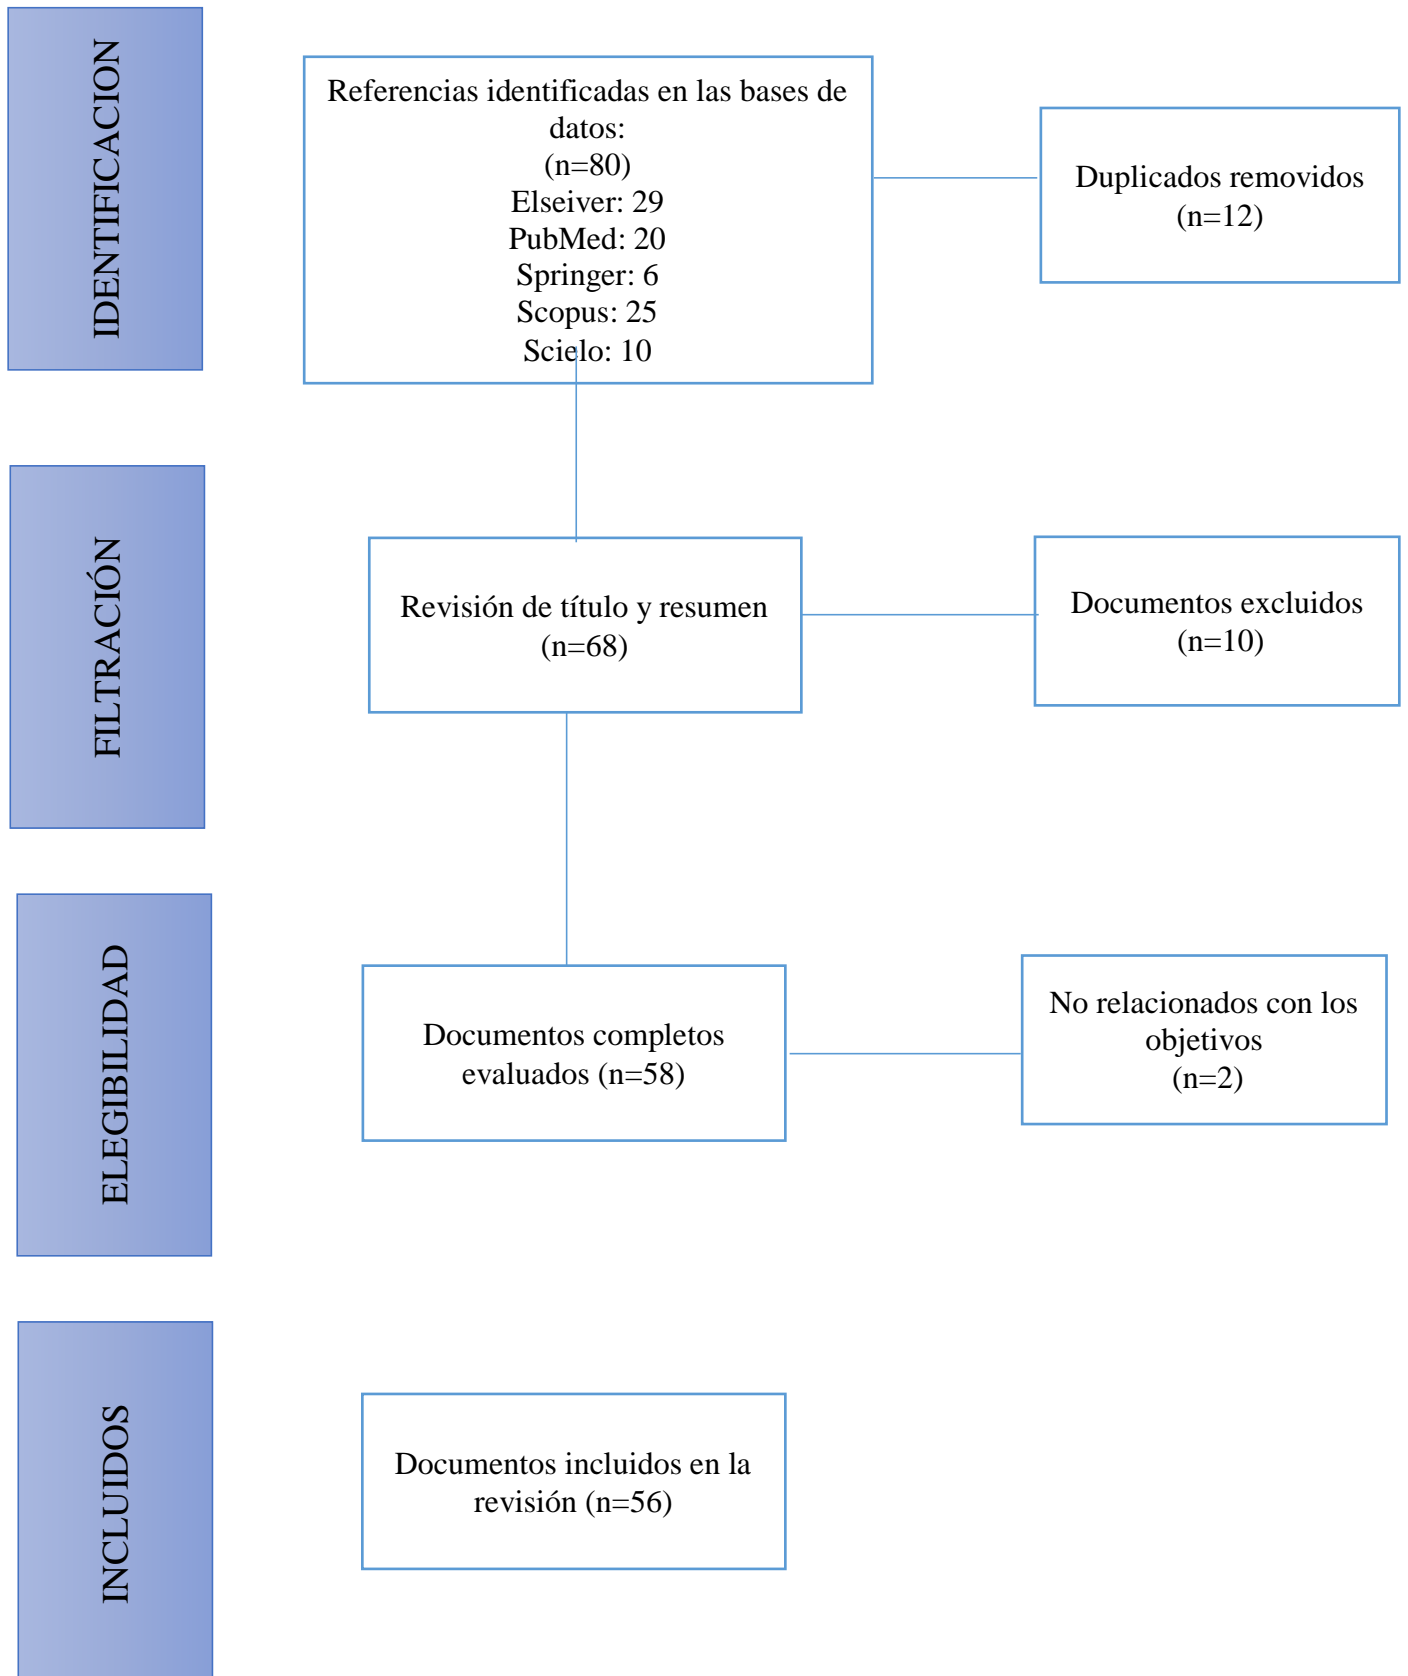 IDENTIFICACION
Referencias identificadas en las bases de
datos:
(n=80)
Elseiver: 29
PubMed: 20
Springer: 6
Scopus: 25
Scielo: 10
Duplicados removidos
(n=12)
FILTRACIÓN
Revisión de título y resumen
(n=68)
Documentos excluidos
(n=10)
ELEGIBILIDAD
Documentos completos
evaluados (n=58)
No relacionados con los
objetivos
(n=2)
INCLUIDOS
Documentos incluidos en la
revisión (n=56)